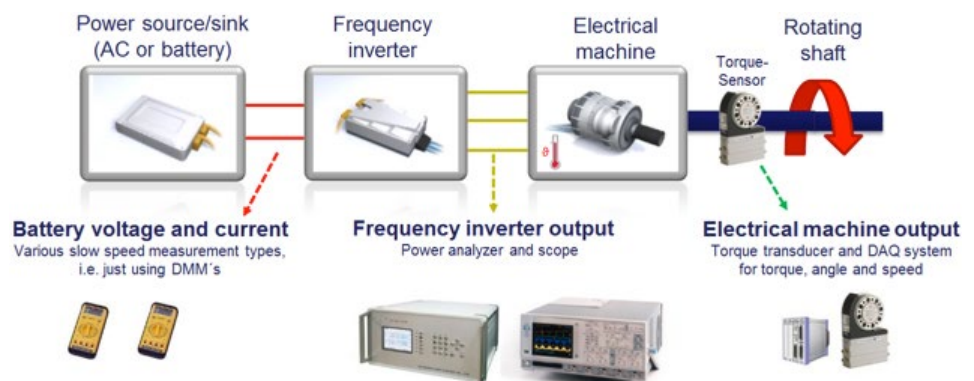 Power source/sink
(AC or battery)
Frequency
inverter
Electrical
machine
Torque-
Sensor
Rotating
shaft
ϑ
Battery voltage and current
Various slow speed measurement types,
i.e. just using DMM´s
Frequency inverter output
Power analyzer and scope
Electrical machine output
Torque transducer and DAQ system
for torque, angle and speed